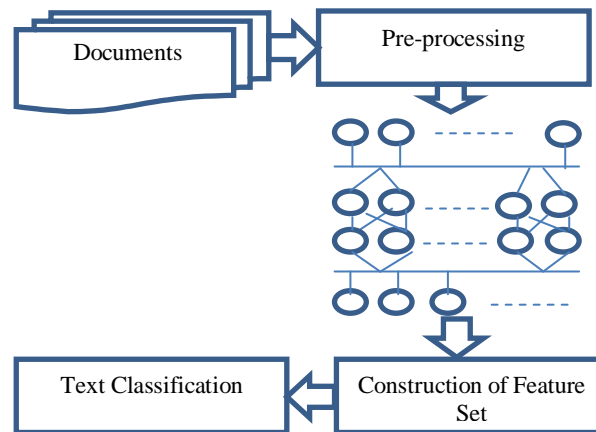 Documents
Pre-processing
Text Classification
Construction of Feature
Set